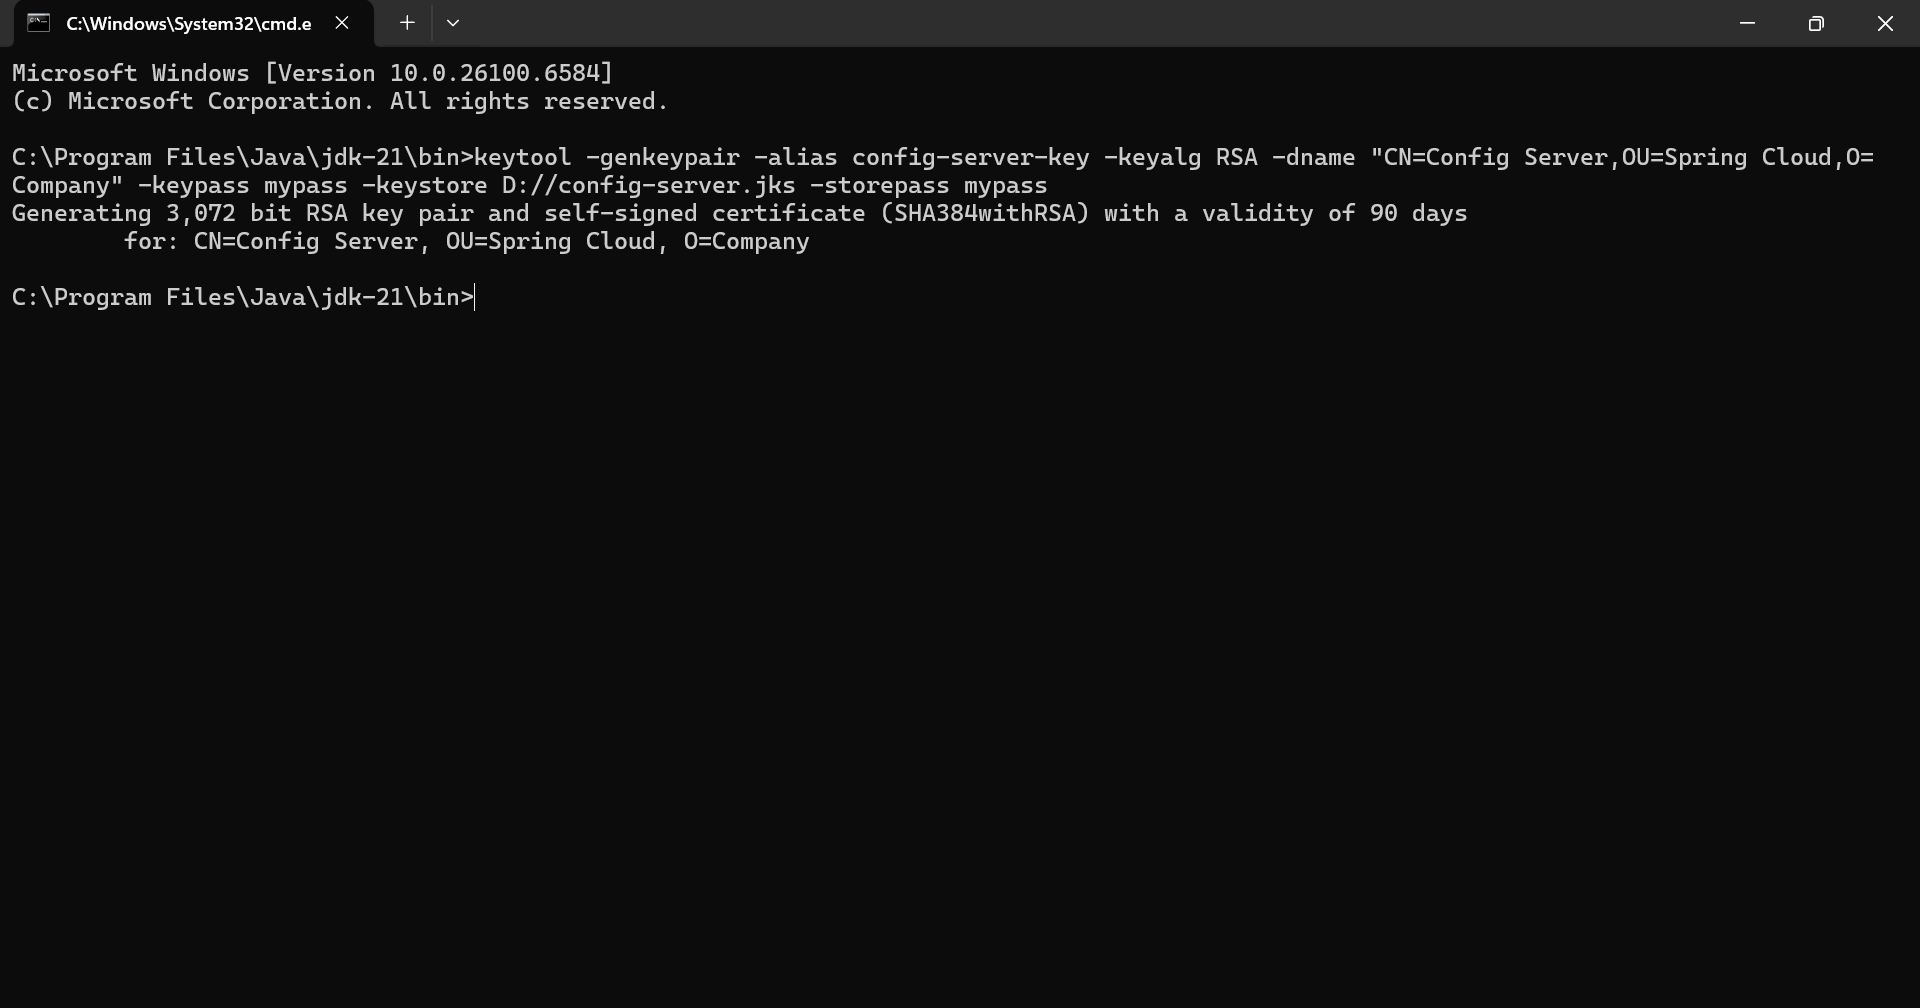 C:\Windows\System32\cmd.e
Microsoft Windows [Version 10.0.26100.6584]
(c) Microsoft Corporation. All rights reserved.
C:\Program Files\Java\jdk-21\bin>keytool -genkeypair -alias config-server-key -keyalg RSA -dname "CN=Config Server,OU=Spring Cloud,O=
Company" -keypass mypass -keystore D://config-server.jks -storepass mypass
Generating 3,072 bit RSA key pair and self-signed certificate (SHA384withRSA) with a validity of 90 days
        for: CN=Config Server, OU=Spring Cloud, O=Company
C:\Program Files\Java\jdk-21\bin>